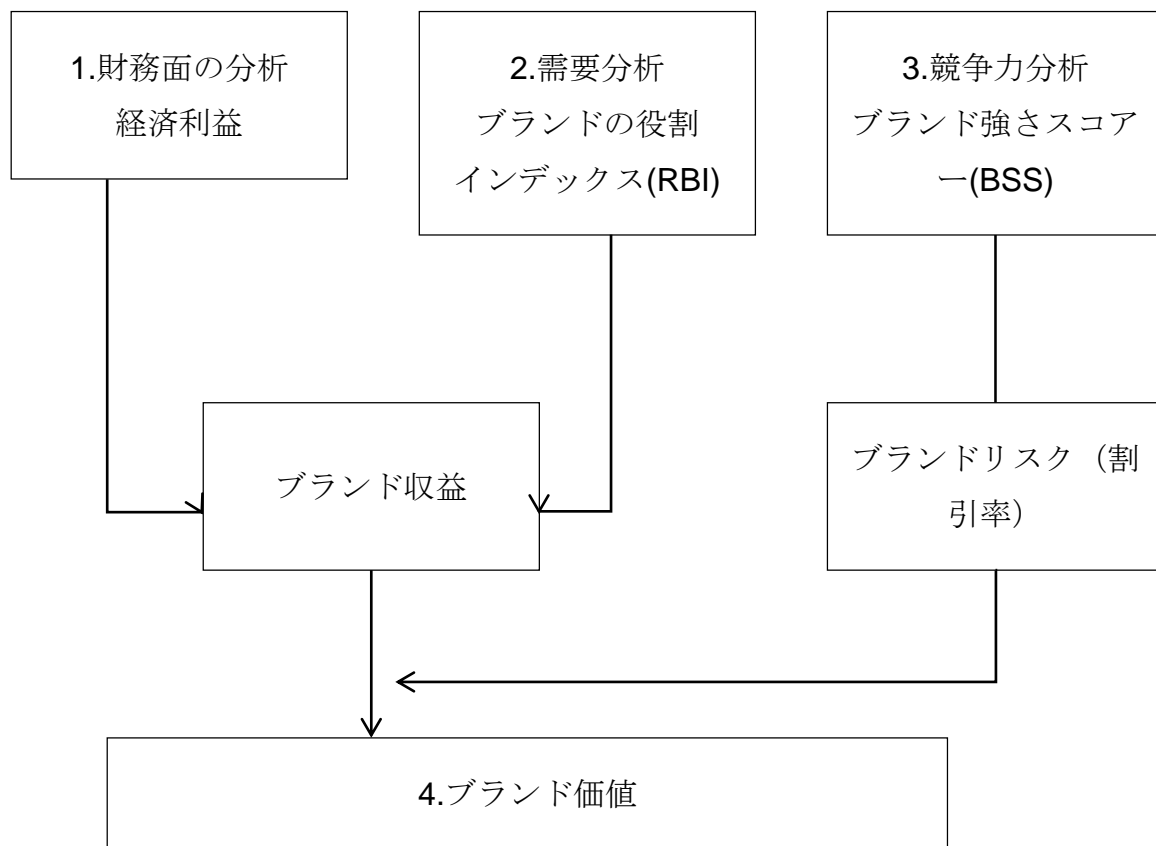 1.財務面の分析
経済利益
2.需要分析
ブランドの役割
インデックス(RBI)
3.競争力分析
ブランド強さスコア
ー(BSS)
ブランド収益
ブランドリスク（割
引率）
4.ブランド価値